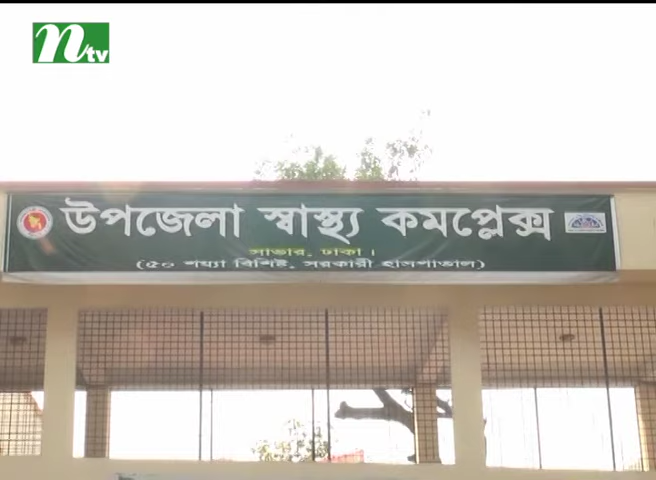 ntv
উপজেলা স্বাস্থ্য কমপ্লেক্স
সাভার, ঢাকা।
(৫০ শয্যা বিশিষ্ট, সরকারী হাসপাতাল)